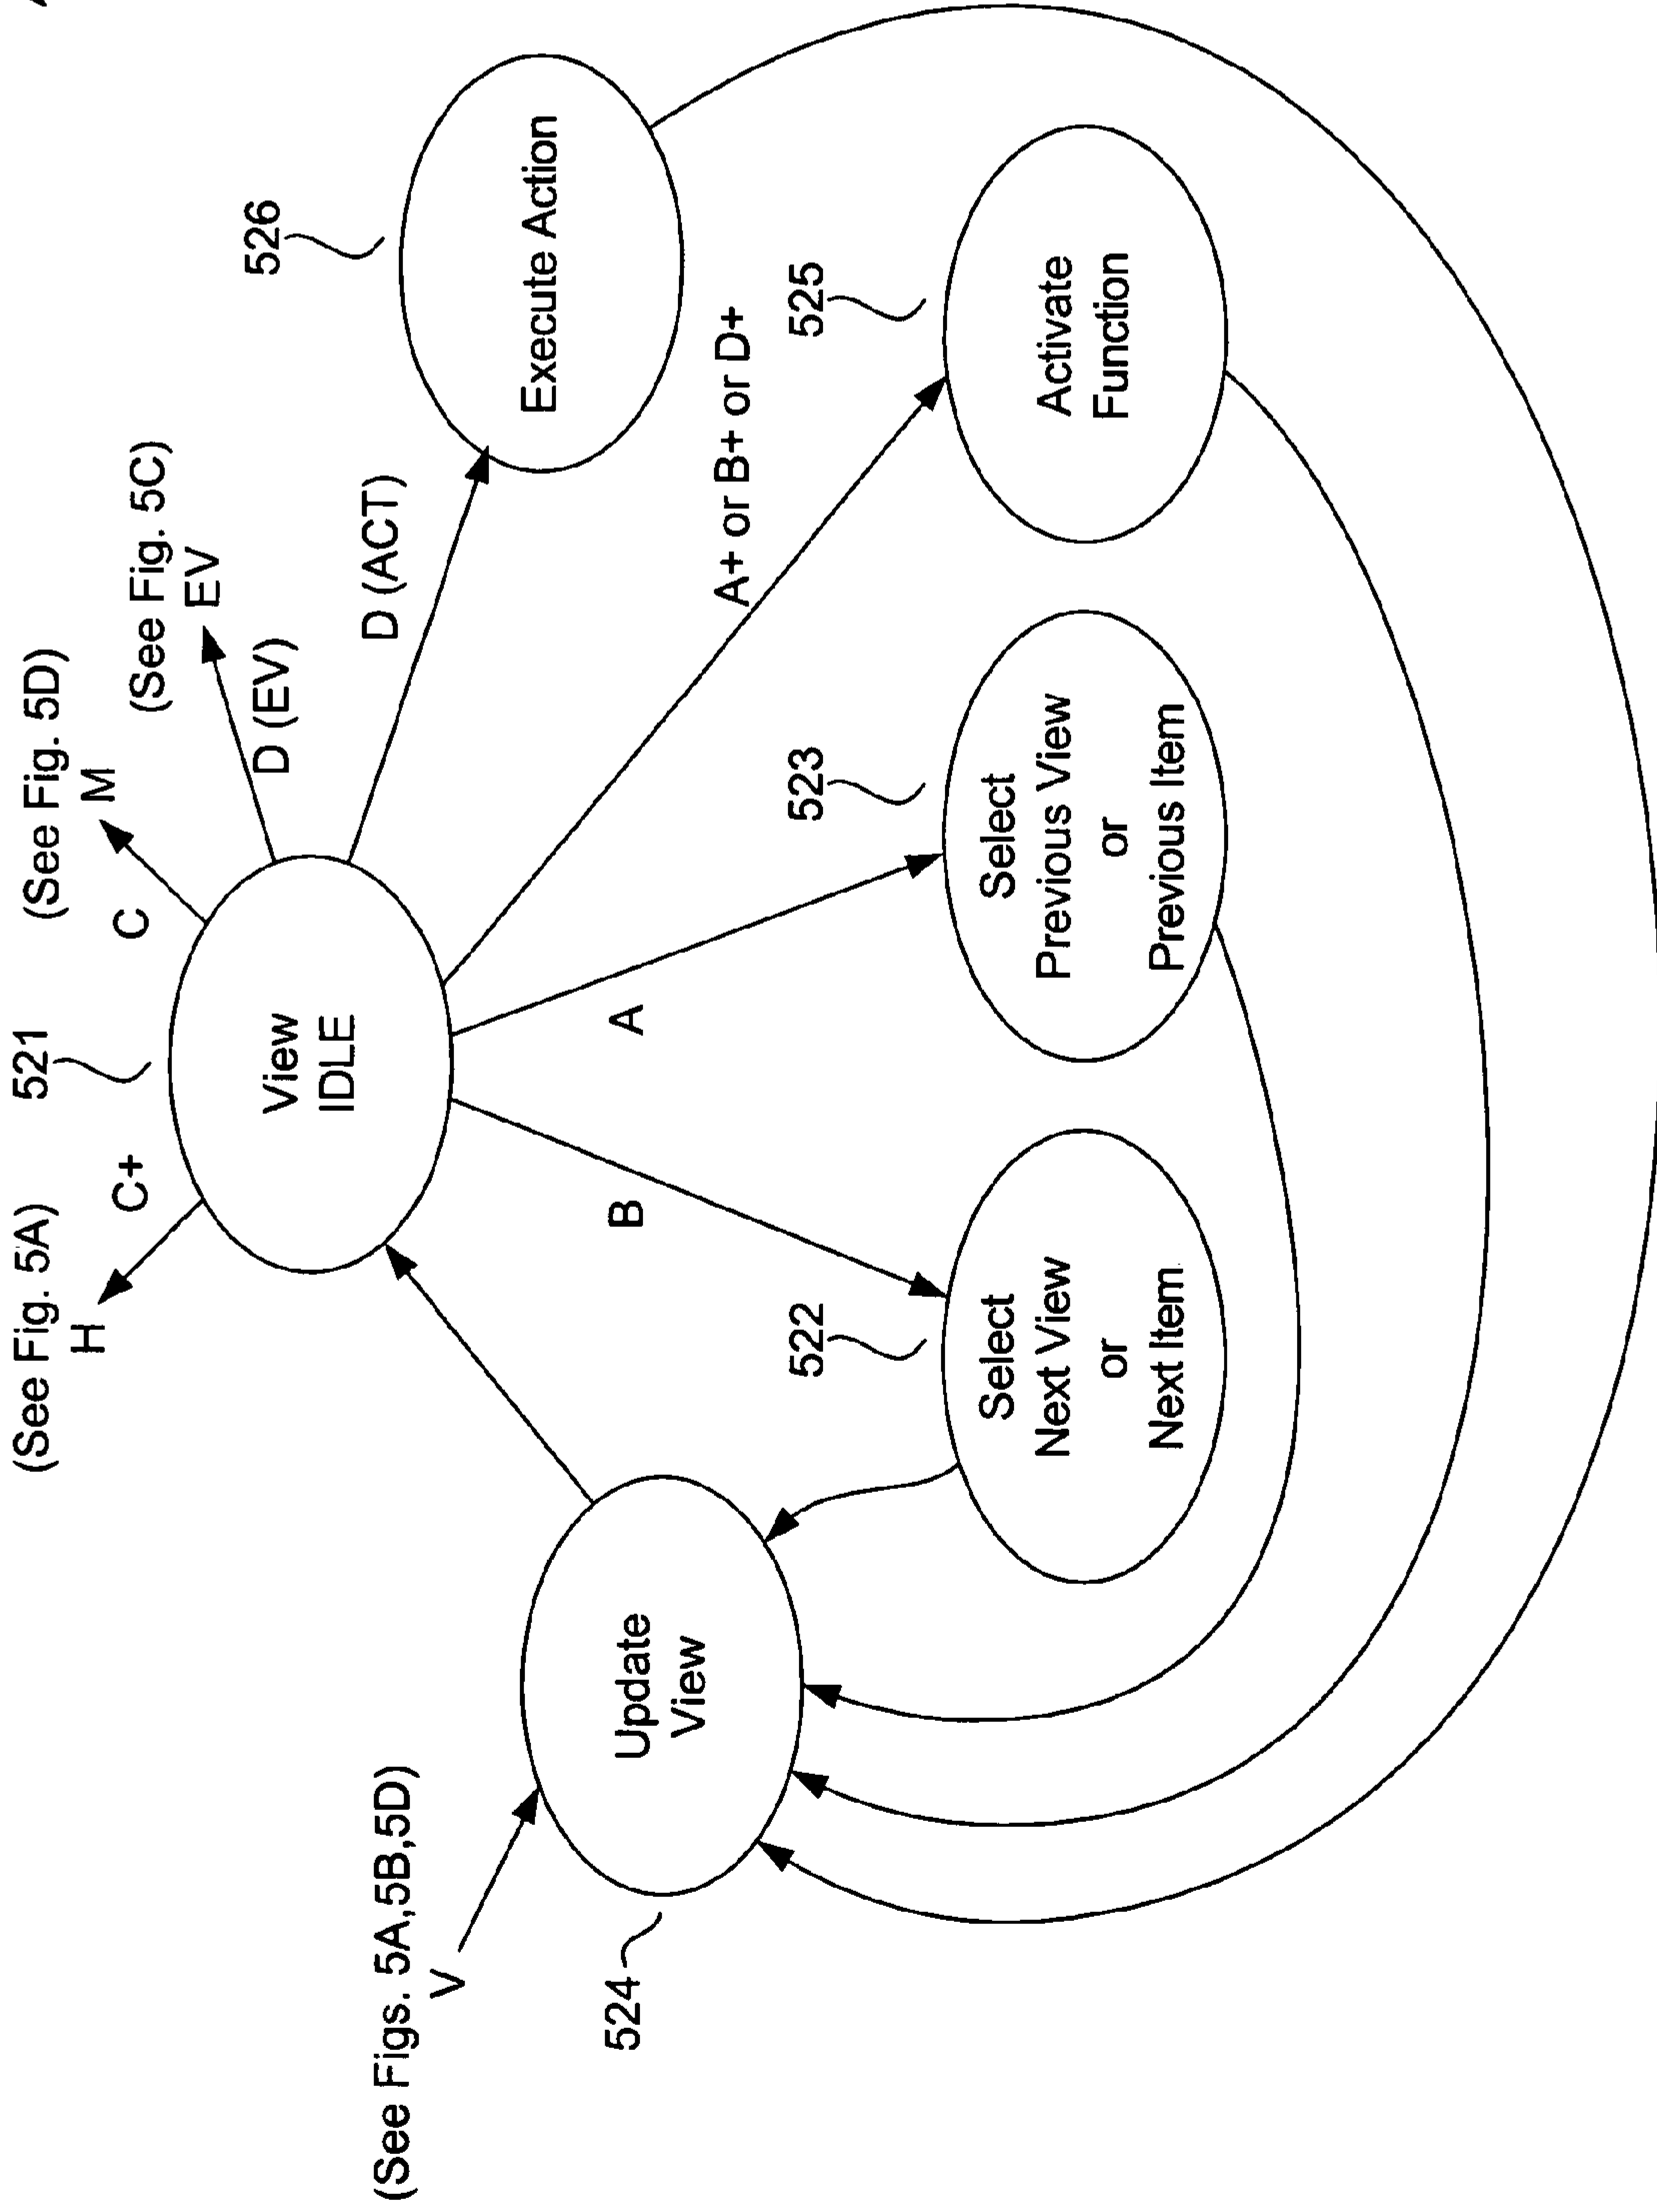 (See Fig. 5A)
H
C+
521
(See Fig. 5D)
M
C
(See Fig. 5C)
EV
D (EV)
View
IDLE
D (ACT)
526
Execute Action
(See Figs. 5A,5B,5D)
V
524
Update
View
B
A
A+ or B+ or D+
522
Select
Next View
or
Next Item
523
Select
Previous View
or
Previous Item
525
Activate
Function